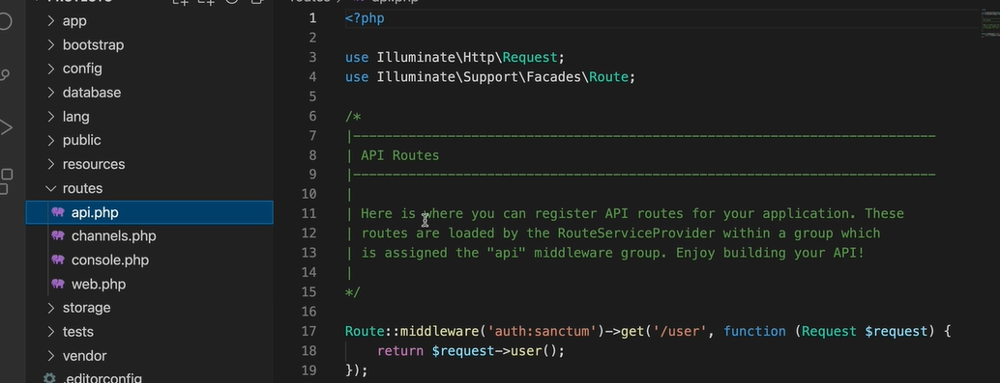 app
bootstrap
config
database
lang
public
resources
routes
api.php
channels.php
console.php
web.php
storage
tests
vendor
.editorconfig
api.php
1 <?php
2
3 use Illuminate\Http\Request;
4 use Illuminate\Support\Facades\Route;
5
6 /*
7 |--------------------------------------------------------------------------
8 | API Routes
9 |--------------------------------------------------------------------------
10 |
11 | Here is where you can register API routes for your application. These
12 | routes are loaded by the RouteServiceProvider within a group which
13 | is assigned the "api" middleware group. Enjoy building your API!
14 |
15 */
16
17 Route::middleware('auth:sanctum')->get('/user', function (Request $request) {
18     return $request->user();
19 });